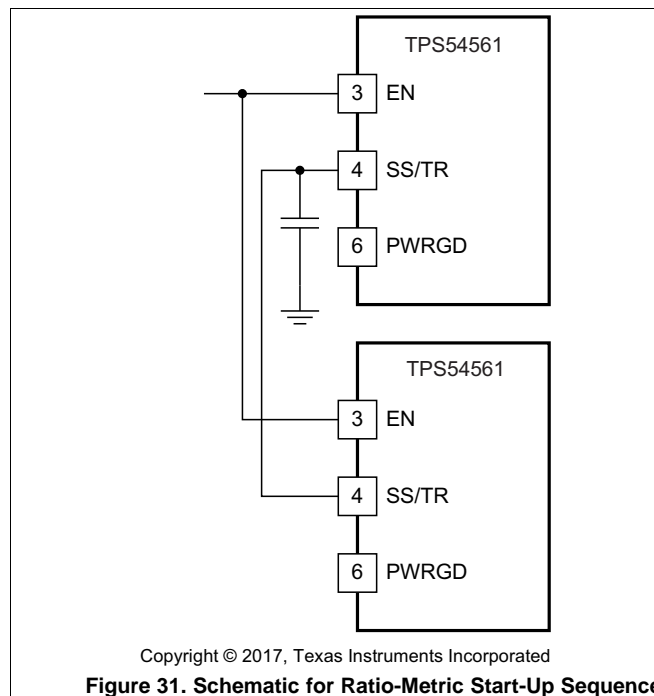 TPS54561
3 EN
4 SS/TR
6 PWRGD
TPS54561
3 EN
4 SS/TR
6 PWRGD
Copyright © 2017, Texas Instruments Incorporated
Figure 31. Schematic for Ratio-Metric Start-Up Sequence